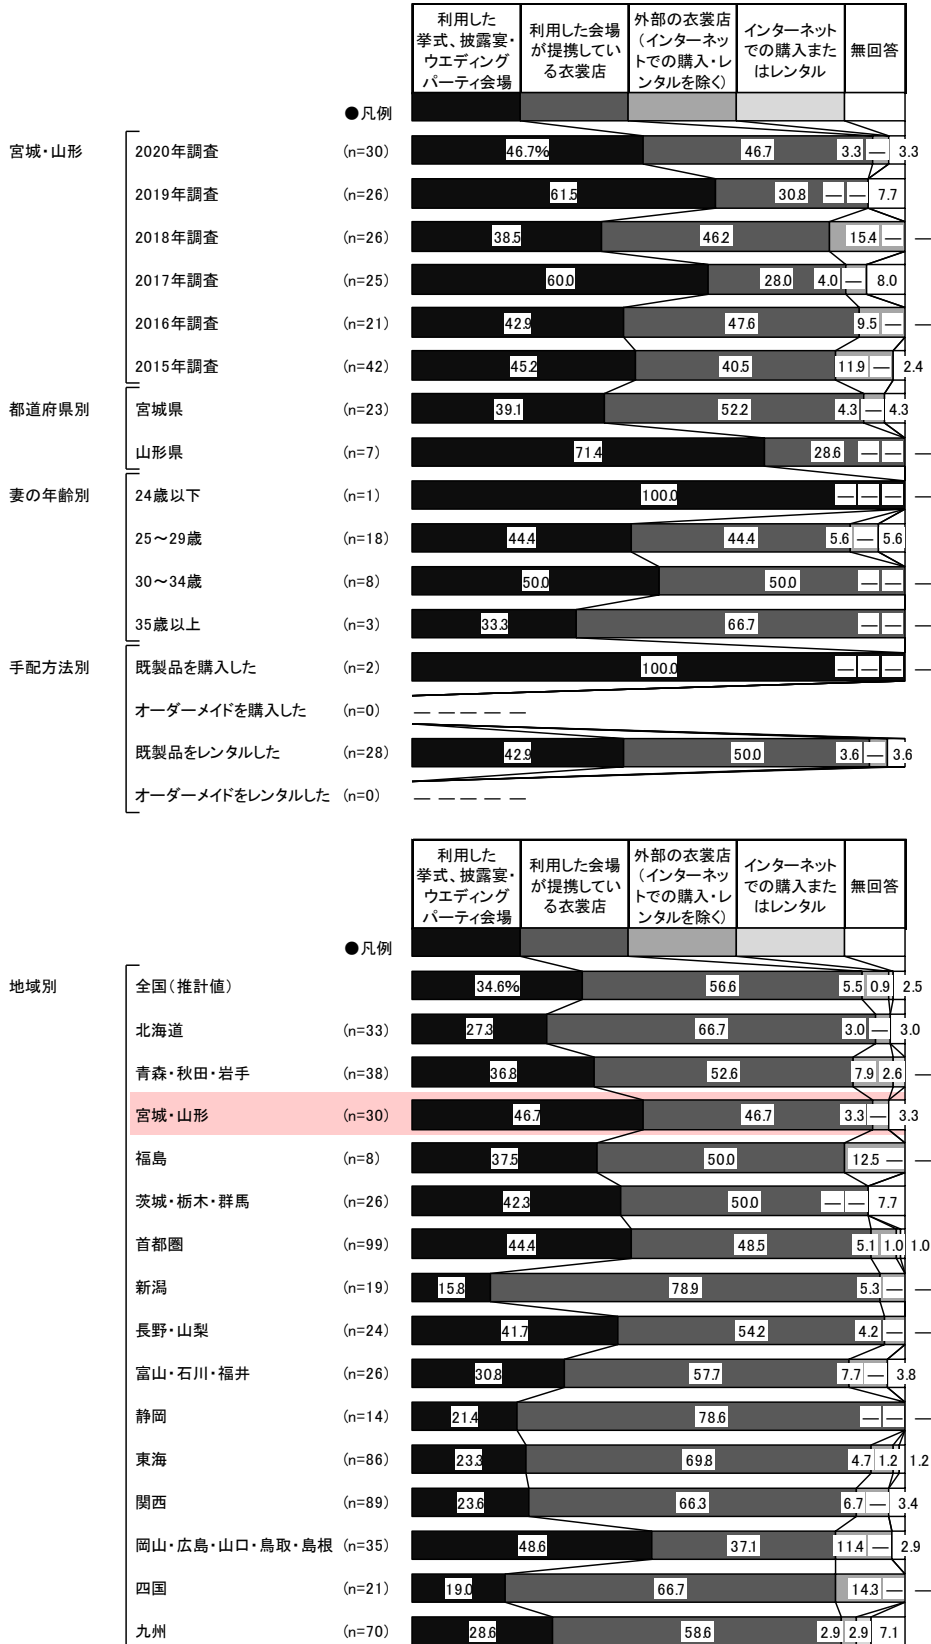 利用した
挙式、披露宴・
ウエディング
パーティ会場
利用した会場
が提携してい
る衣裳店
外部の衣裳店
(インターネッ
トでの購入・レ
ンタルを除く)
インターネット
での購入また
はレンタル
無回答
●凡例
宮城・山形
2020年調査 (n=30) 46.7% 46.7 3.3 — 3.3
2019年調査 (n=26) 61.5 30.8 — — 7.7
2018年調査 (n=26) 38.5 46.2 15.4 — —
2017年調査 (n=25) 60.0 28.0 4.0 — 8.0
2016年調査 (n=21) 42.9 47.6 9.5 — —
2015年調査 (n=42) 45.2 40.5 11.9 — 2.4
都道府県別
宮城県 (n=23) 39.1 52.2 4.3 — 4.3
山形県 (n=7) 71.4 28.6 — — —
妻の年齢別
24歳以下 (n=1) 100.0 — — — —
25～29歳 (n=18) 44.4 44.4 5.6 — 5.6
30～34歳 (n=8) 50.0 50.0 — — —
35歳以上 (n=3) 33.3 66.7 — — —
手配方法別
既製品を購入した (n=2) 100.0 — — — —
オーダーメイドを購入した (n=0) — — — — —
既製品をレンタルした (n=28) 42.9 50.0 3.6 — 3.6
オーダーメイドをレンタルした (n=0) — — — — —
利用した
挙式、披露宴・
ウエディング
パーティ会場
利用した会場
が提携してい
る衣裳店
外部の衣裳店
(インターネッ
トでの購入・レ
ンタルを除く)
インターネット
での購入また
はレンタル
無回答
●凡例
地域別
全国(推計値) 34.6% 56.6 5.5 0.9 2.5
北海道 (n=33) 27.3 66.7 3.0 — 3.0
青森・秋田・岩手 (n=38) 36.8 52.6 7.9 2.6 —
宮城・山形 (n=30) 46.7 46.7 3.3 — 3.3
福島 (n=8) 37.5 50.0 12.5 — —
茨城・栃木・群馬 (n=26) 42.3 50.0 — — 7.7
首都圏 (n=99) 44.4 48.5 5.1 1.0 1.0
新潟 (n=19) 15.8 78.9 5.3 — —
長野・山梨 (n=24) 41.7 54.2 4.2 — —
富山・石川・福井 (n=26) 30.8 57.7 7.7 — 3.8
静岡 (n=14) 21.4 78.6 — — —
東海 (n=86) 23.3 69.8 4.7 1.2 1.2
関西 (n=89) 23.6 66.3 6.7 — 3.4
岡山・広島・山口・鳥取・島根 (n=35) 48.6 37.1 11.4 — 2.9
四国 (n=21) 19.0 66.7 14.3 — —
九州 (n=70) 28.6 58.6 2.9 2.9 7.1